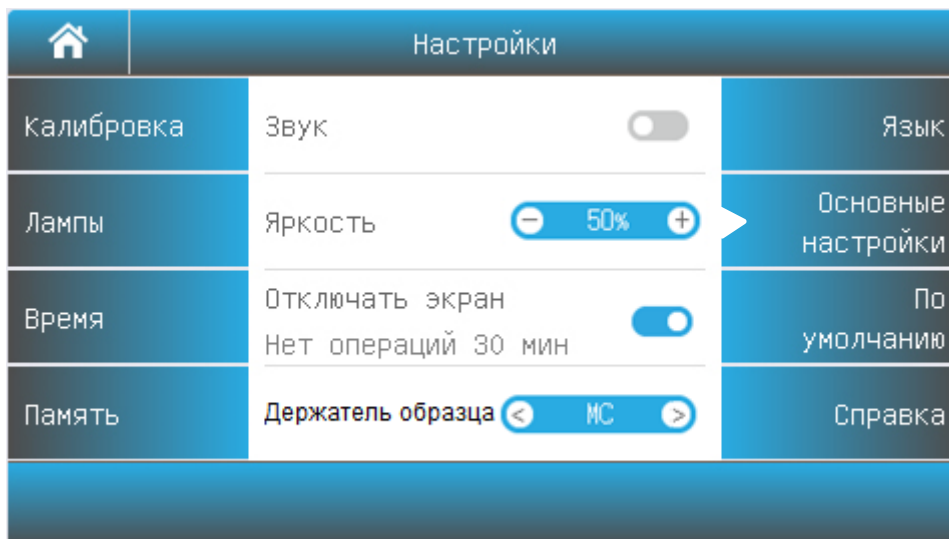 Настройки
Калибровка
Звук
Язык
Лампы
Яркость
50%
Основные
настройки
Время
Отключать экран
Нет операций 30 мин
По
умолчанию
Память
Держатель образца
МС
Справка